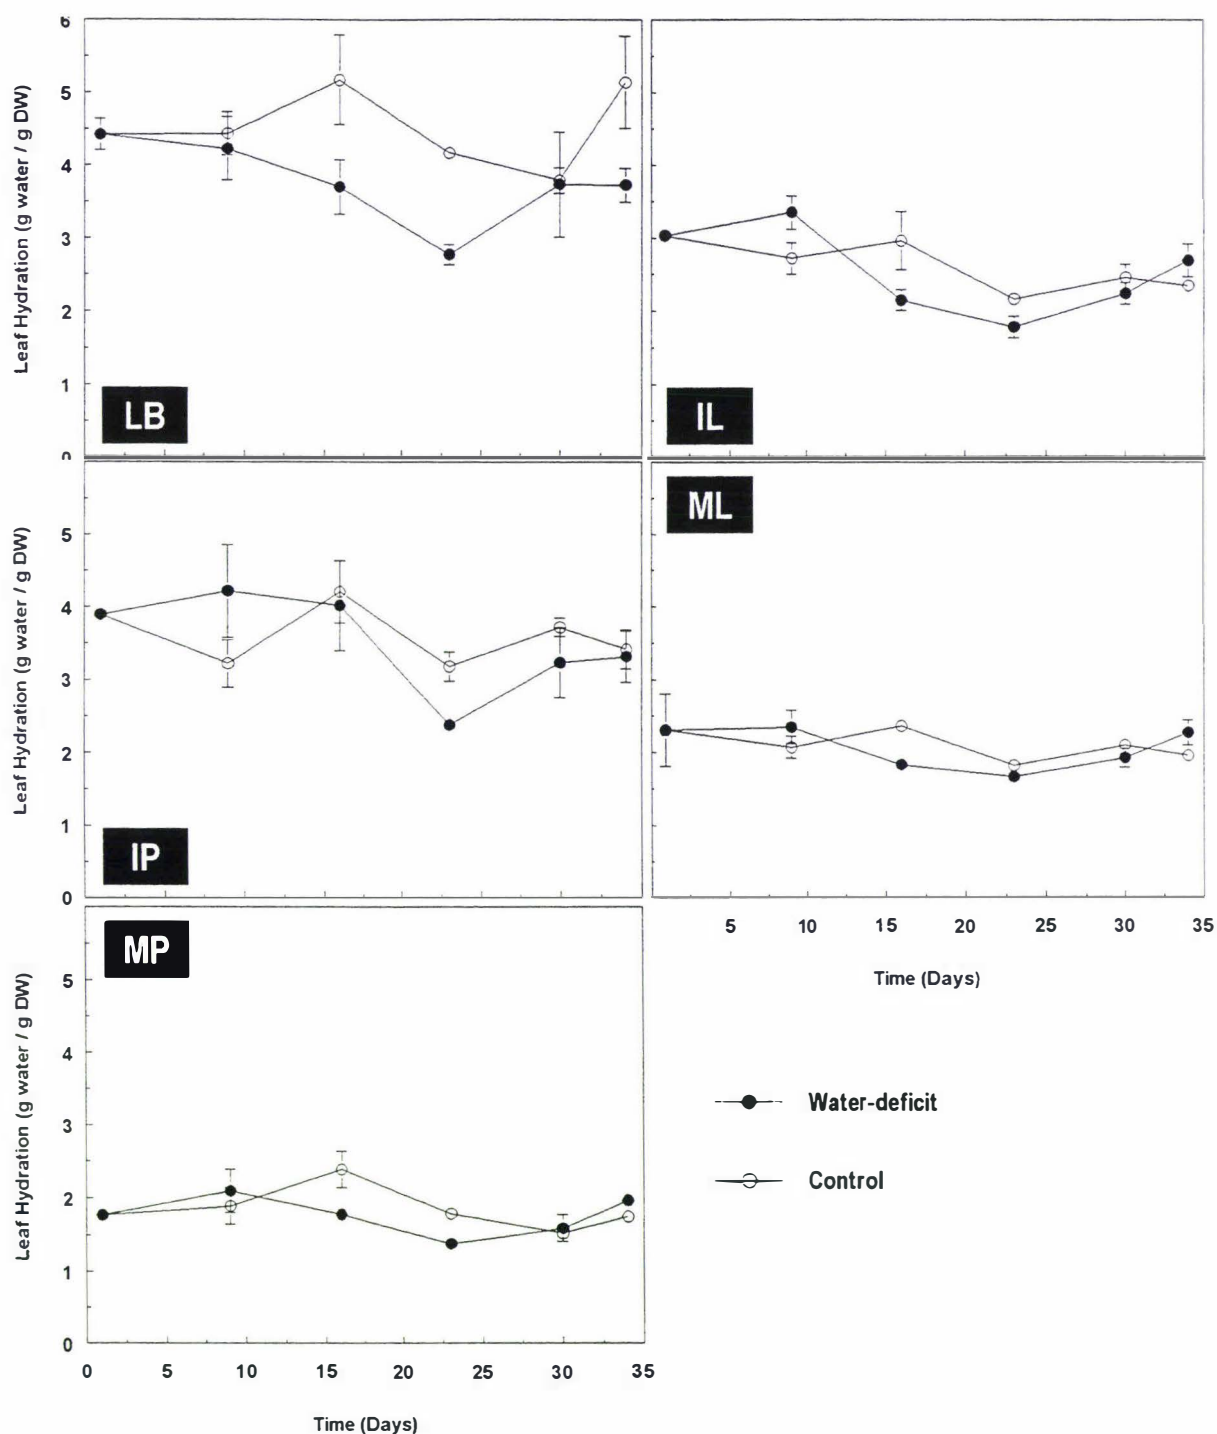 6
5
4
3
2
1
0
Leaf Hydration (g water / g DW)
LB
IL
5
4
3
2
1
0
Leaf Hydration (g water / g DW)
IP
ML
5 10 15 20 25 30 35
Time (Days)
5
4
3
2
1
0
Leaf Hydration (g water / g DW)
MP
0 5 10 15 20 25 30 35
Time (Days)
Water-deficit
Control